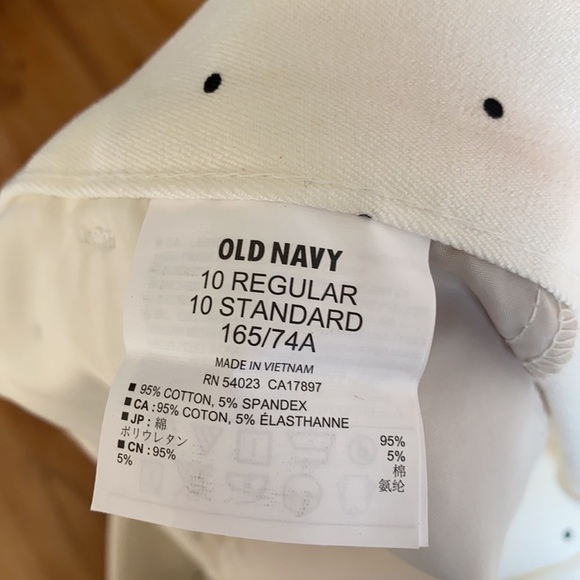 OLD NAVY
10 REGULAR
10 STANDARD
165/74A
MADE IN VIETNAM
RN 54023 CA17897
■ 95% COTTON, 5% SPANDEX
■ CA : 95% COTON, 5% ÉLASTHANNE
■ JP : 綿 95%
ポリウレタン 5%
■ CN : 95% 棉
5% 氨纶